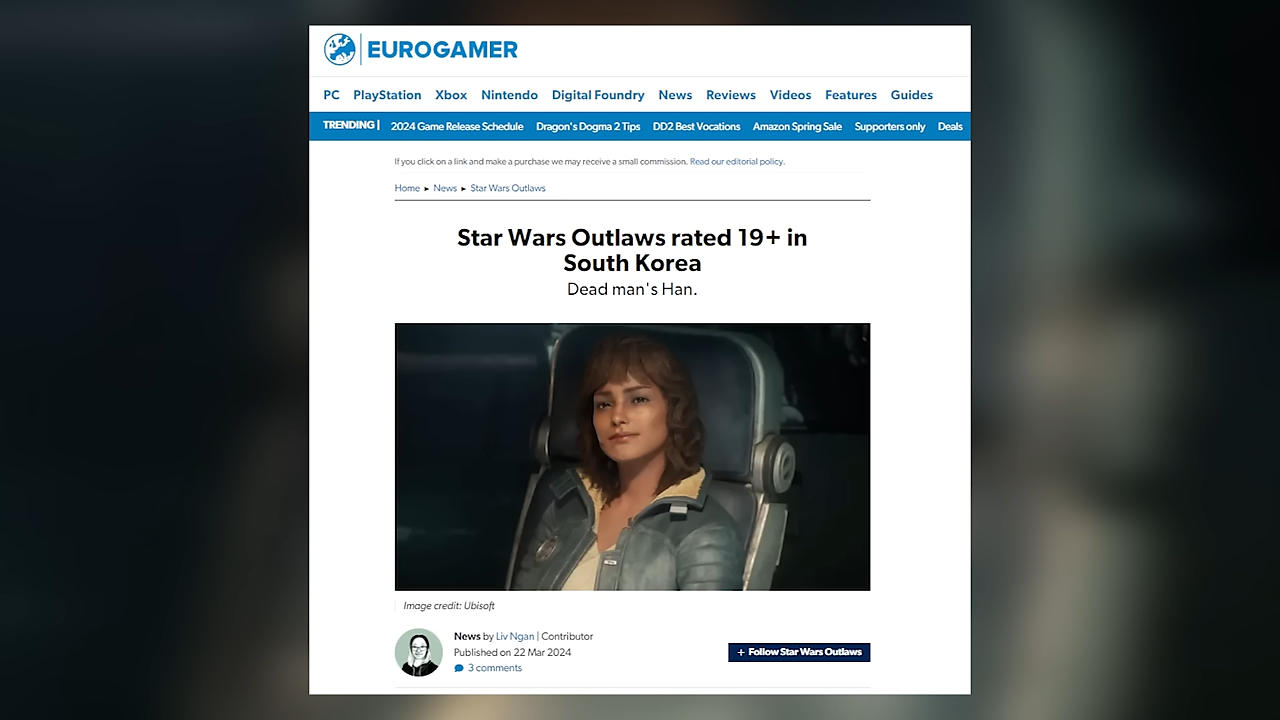 EUROGAMER
PC PlayStation Xbox Nintendo Digital Foundry News Reviews Videos Features Guides
TRENDING | 2024 Game Release Schedule Dragon's Dogma 2 Tips DD2 Best Vocations Amazon Spring Sale Supporters only Deals
If you click on a link and make a purchase we may receive a small commission. Read our editorial policy.
Home ► News ► Star Wars Outlaws
Star Wars Outlaws rated 19+ in
South Korea
Dead man's Han.
Image credit: Ubisoft
News by Liv Ngan | Contributor
Published on 22 Mar 2024
3 comments
+ Follow Star Wars Outlaws